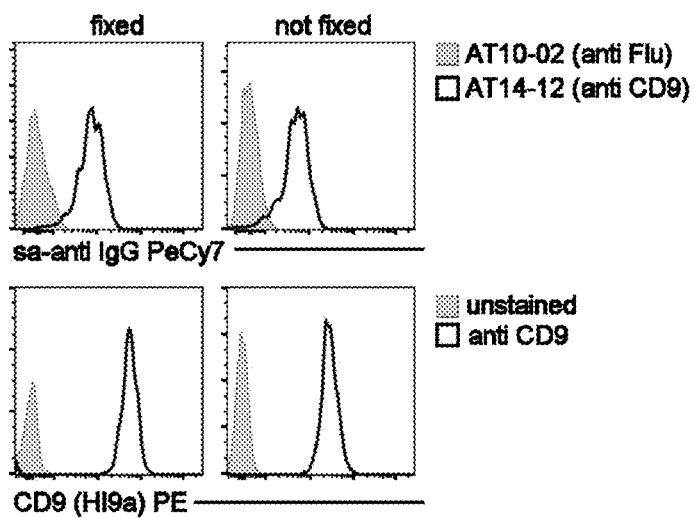 fixed
not fixed
AT10-02 (anti Flu)
AT14-12 (anti CD9)
sa-anti IgG PeCy7
unstained
anti CD9
CD9 (HI9a) PE